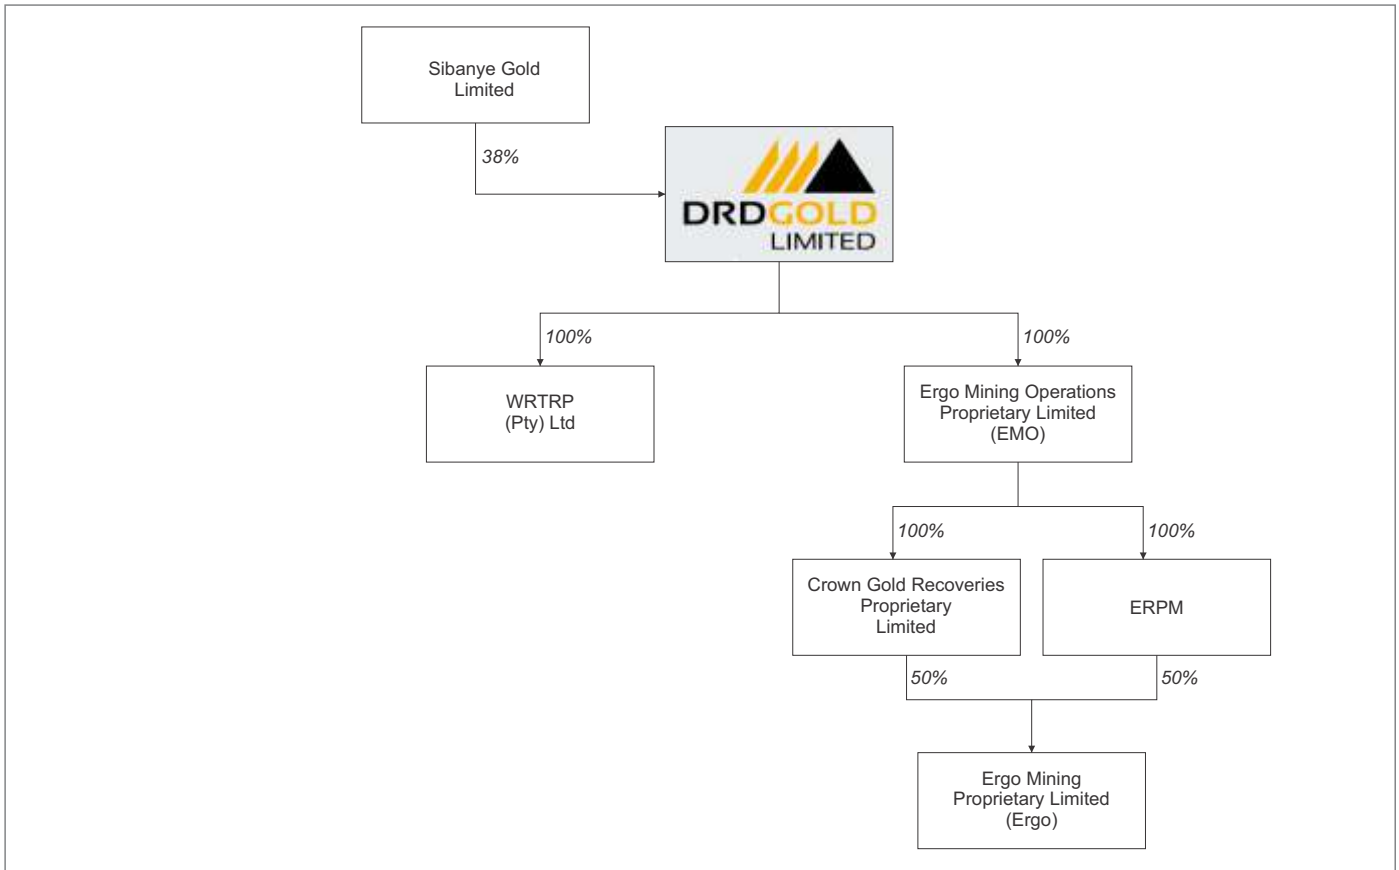 Sibanye Gold
Limited
38%
DRDGOLD
LIMITED
100%
100%
WRTRP
(Pty) Ltd
Ergo Mining Operations
Proprietary Limited
(EMO)
100%
100%
Crown Gold Recoveries
Proprietary
Limited
ERPM
50%
50%
Ergo Mining
Proprietary Limited
(Ergo)